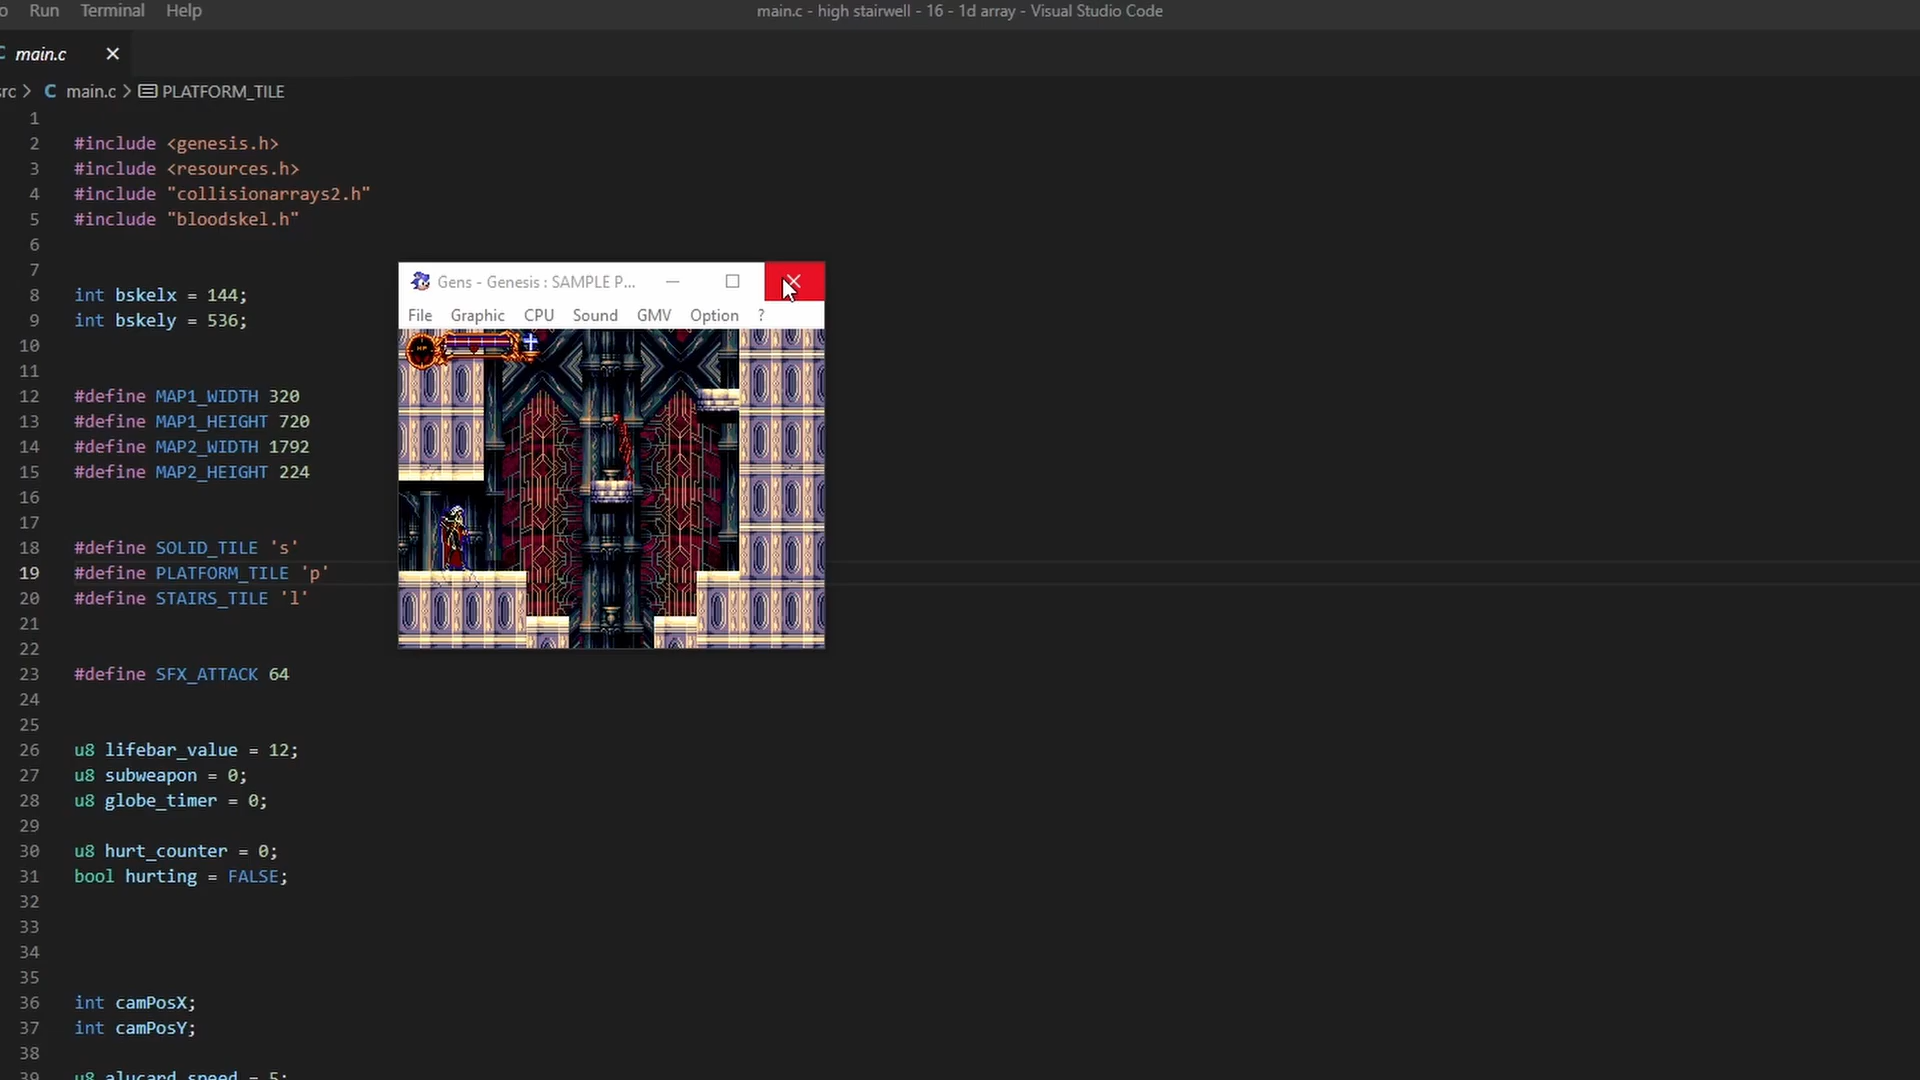 Run Terminal Help
main.c - high stairwell - 16 - 1d array - Visual Studio Code
C main.c
C main.c > PLATFORM_TILE
1
2 #include <genesis.h>
3 #include <resources.h>
4 #include "collisionarrays2.h"
5 #include "bloodskel.h"
6
7
8 int bskelx = 144;
9 int bskely = 536;
10
11
12 #define MAP1_WIDTH 320
13 #define MAP1_HEIGHT 720
14 #define MAP2_WIDTH 1792
15 #define MAP2_HEIGHT 224
16
17
18 #define SOLID_TILE 's'
19 #define PLATFORM_TILE 'p'
20 #define STAIRS_TILE 'l'
21
22
23 #define SFX_ATTACK 64
24
25
26 u8 lifebar_value = 12;
27 u8 subweapon = 0;
28 u8 globe_timer = 0;
29
30 u8 hurt_counter = 0;
31 bool hurting = FALSE;
32
33
34
35
36 int camPosX;
37 int camPosY;
38
39 u8 alucard_speed = 5;
Gens - Genesis : SAMPLE P...
File Graphic CPU Sound GMV Option ?
HP